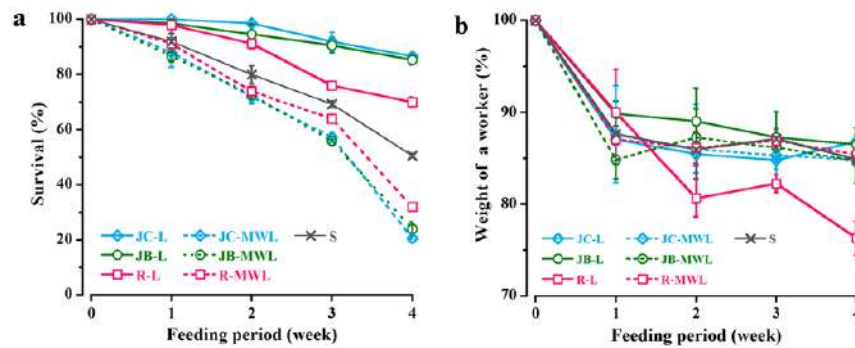 a
100
80
60
40
20
0
Survival (%)
JC-L JC-MWL S
JB-L JB-MWL
R-L R-MWL
0 1 2 3 4
Feeding period (week)
b
100
90
80
70
Weight of a worker (%)
JC-L JC-MWL S
JB-L JB-MWL
R-L R-MWL
0 1 2 3 4
Feeding period (week)